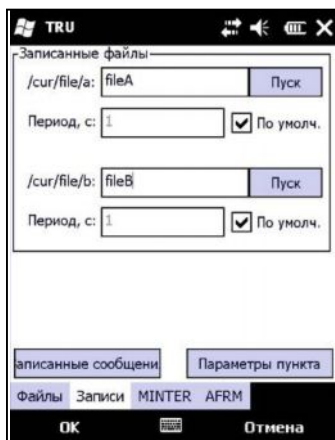 TRU
Записанные файлы
/cur/file/a: fileA Пуск
Период, с: 1 По умолч.
/cur/file/b: fileB Пуск
Период, с: 1 По умолч.
аписанные сообщени Параметры пункта
Файлы Записи MINTER AFRM
OK Отмена